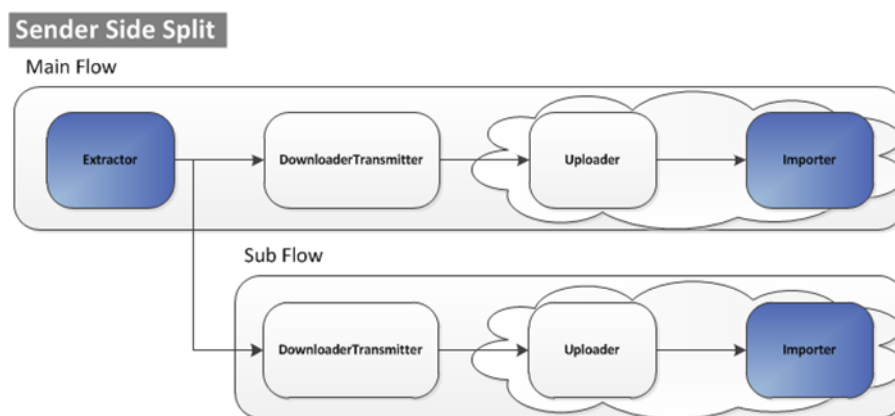 Sender Side Split
Main Flow
Extractor
DownloaderTransmitter
Uploader
Importer
Sub Flow
DownloaderTransmitter
Uploader
Importer